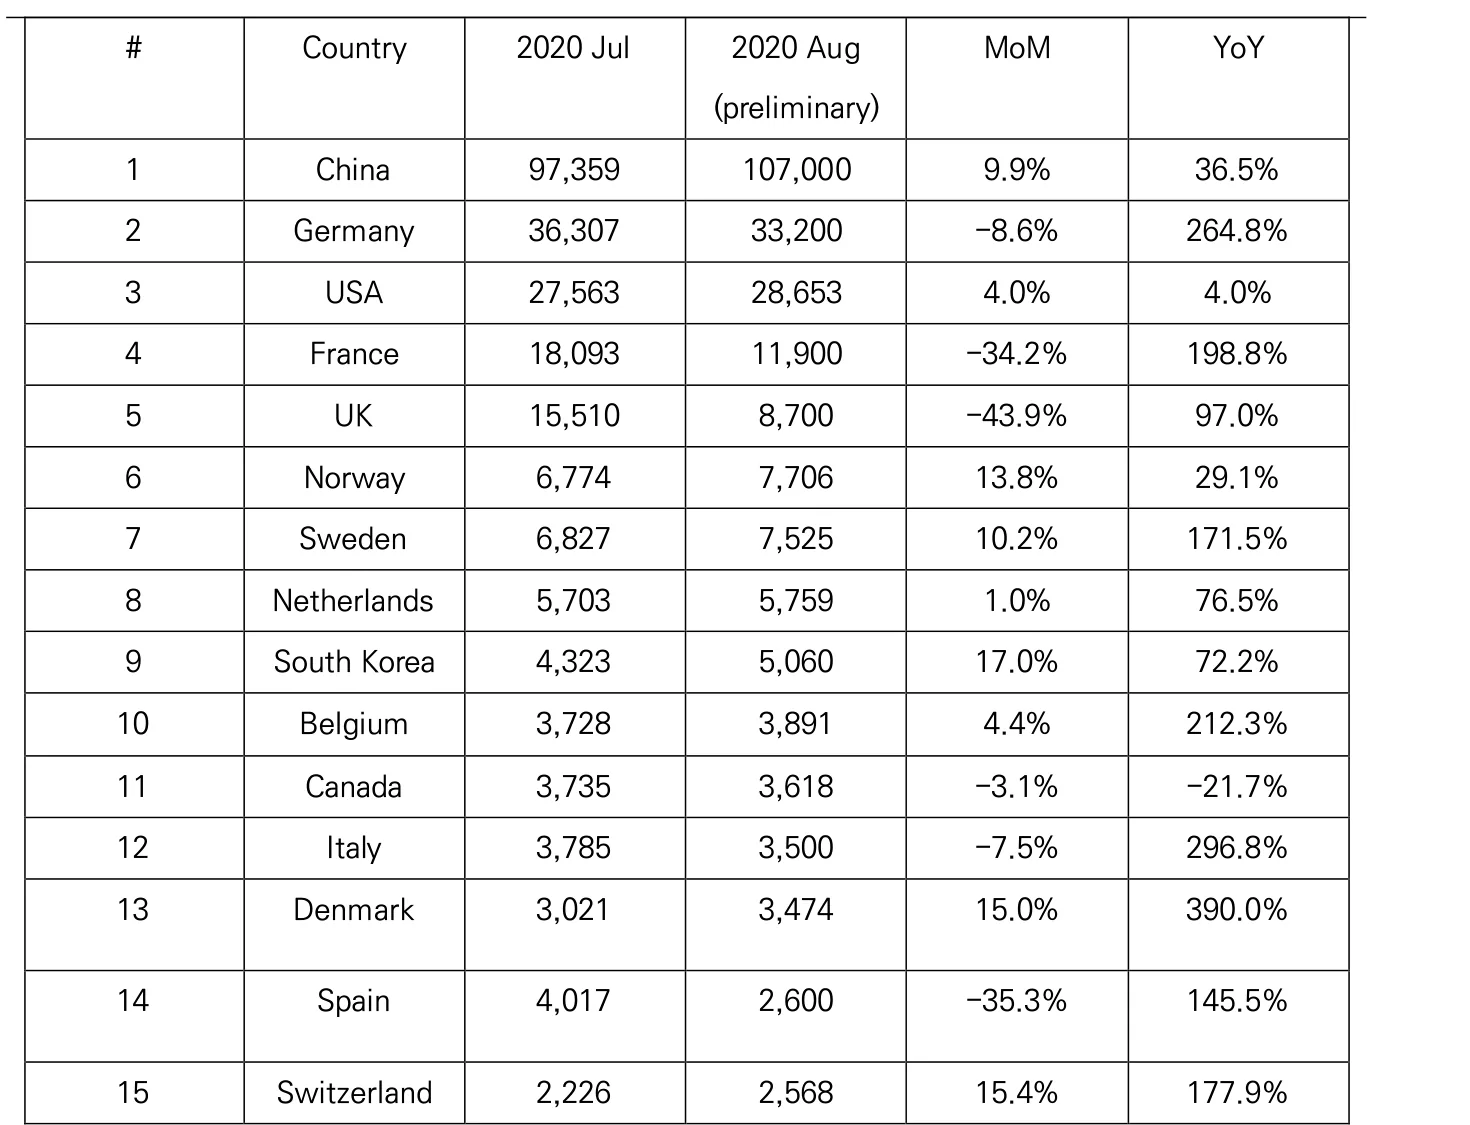 # Country 2020 Jul 2020 Aug MoM YoY
(preliminary)
1 China 97,359 107,000 9.9% 36.5%
2 Germany 36,307 33,200 −8.6% 264.8%
3 USA 27,563 28,653 4.0% 4.0%
4 France 18,093 11,900 −34.2% 198.8%
5 UK 15,510 8,700 −43.9% 97.0%
6 Norway 6,774 7,706 13.8% 29.1%
7 Sweden 6,827 7,525 10.2% 171.5%
8 Netherlands 5,703 5,759 1.0% 76.5%
9 South Korea 4,323 5,060 17.0% 72.2%
10 Belgium 3,728 3,891 4.4% 212.3%
11 Canada 3,735 3,618 −3.1% −21.7%
12 Italy 3,785 3,500 −7.5% 296.8%
13 Denmark 3,021 3,474 15.0% 390.0%
14 Spain 4,017 2,600 −35.3% 145.5%
15 Switzerland 2,226 2,568 15.4% 177.9%